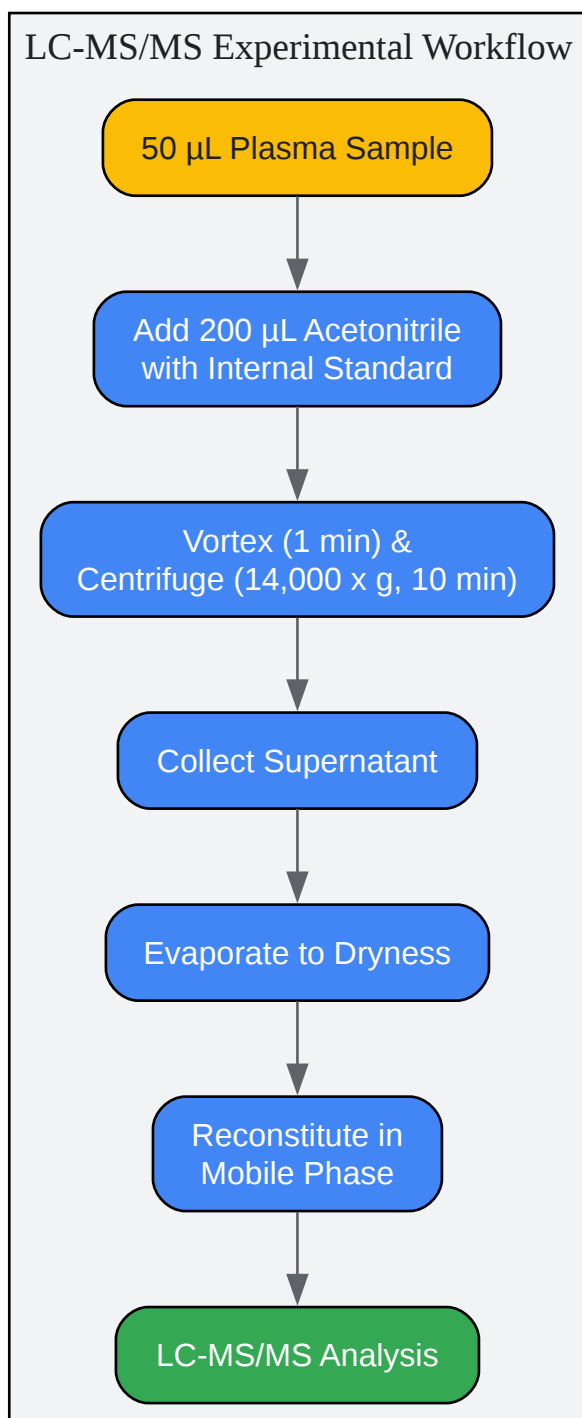 LC-MS/MS Experimental Workflow
50 µL Plasma Sample
Add 200 µL Acetonitrile
with Internal Standard
Vortex (1 min) &
Centrifuge (14,000 x g, 10 min)
Collect Supernatant
Evaporate to Dryness
Reconstitute in
Mobile Phase
LC-MS/MS Analysis